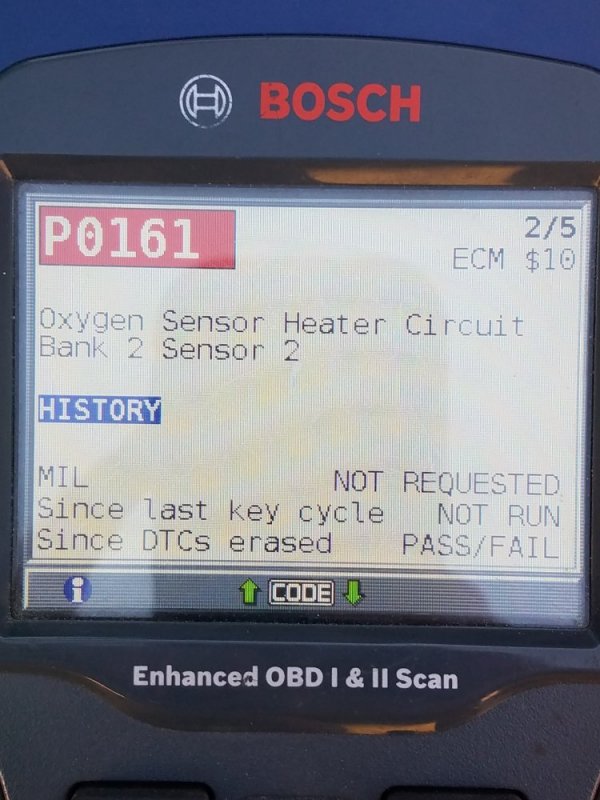 BOSCH
P0161 2/5
ECM $10
Oxygen Sensor Heater Circuit
Bank 2 Sensor 2
HISTORY
MIL NOT REQUESTED
Since last key cycle NOT RUN
Since DTCs erased PASS/FAIL
i CODE
Enhanced OBD I & II Scan